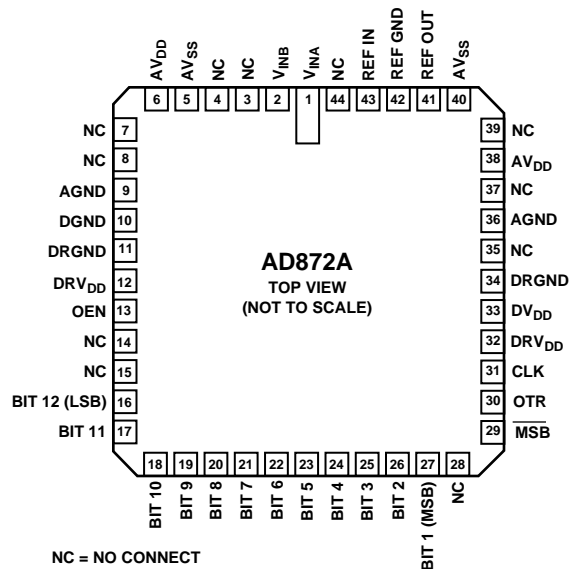 AVDD
AVSS
NC
NC
VINB
VINA
NC
REF IN
REF GND
REF OUT
AVSS
6
5
4
3
2
1
44
43
42
41
40
NC 7
NC 8
AGND 9
DGND 10
DRGND 11
DRVDD 12
OEN 13
NC 14
NC 15
BIT 12 (LSB) 16
BIT 11 17
AD872A
TOP VIEW
(NOT TO SCALE)
39 NC
38 AVDD
37 NC
36 AGND
35 NC
34 DRGND
33 DVDD
32 DRVDD
31 CLK
30 OTR
29 MSB
18
19
20
21
22
23
24
25
26
27
28
BIT 10
BIT 9
BIT 8
BIT 7
BIT 6
BIT 5
BIT 4
BIT 3
BIT 2
BIT 1 (MSB)
NC
NC = NO CONNECT